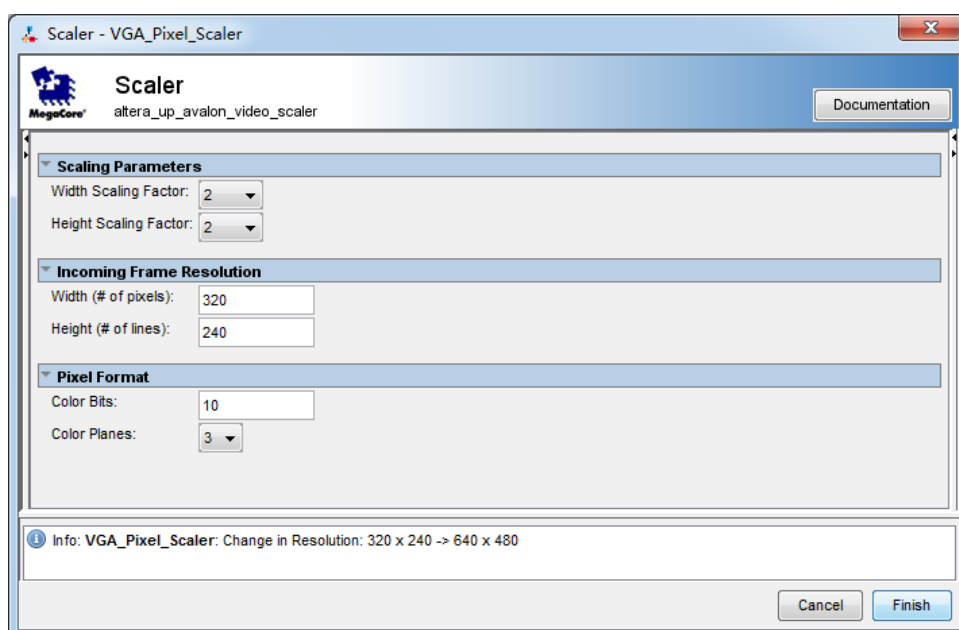 Scaler - VGA_Pixel_Scaler
Scaler
MegaCore®
altera_up_avalon_video_scaler
Documentation
Scaling Parameters
Width Scaling Factor: 2
Height Scaling Factor: 2
Incoming Frame Resolution
Width (# of pixels): 320
Height (# of lines): 240
Pixel Format
Color Bits: 10
Color Planes: 3
Info: VGA_Pixel_Scaler: Change in Resolution: 320 x 240 -> 640 x 480
Cancel Finish